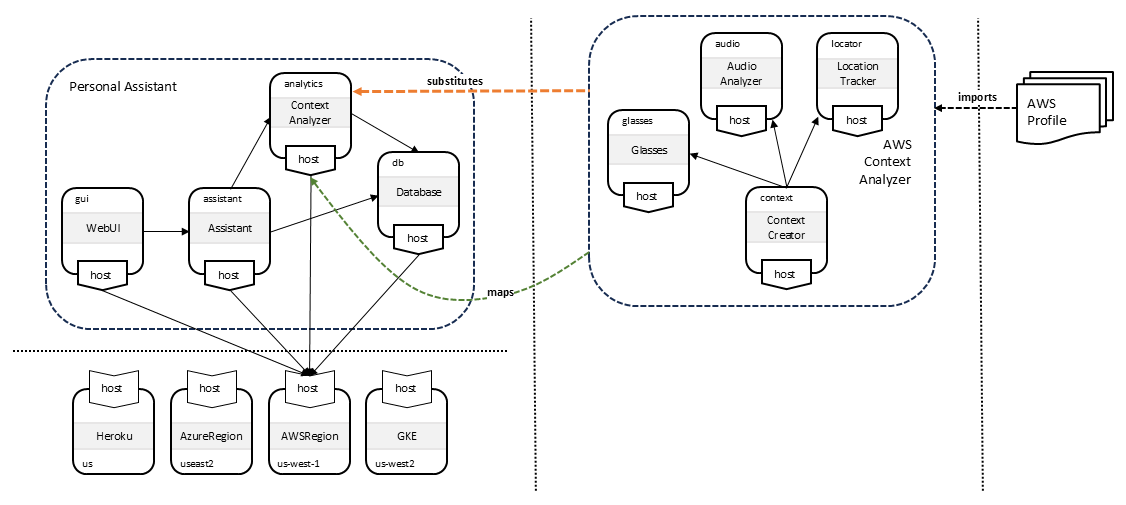 Personal Assistant
analytics
Context
Analyzer
host
substitutes
db
Database
host
gui
WebUI
host
assistant
Assistant
host
maps
host
Heroku
us
host
AzureRegion
useast2
host
AWSRegion
us-west-1
host
GKE
us-west2
audio
Audio
Analyzer
host
locator
Location
Tracker
host
glasses
Glasses
host
AWS
Context
Analyzer
context
Context
Creator
host
imports
AWS
Profile